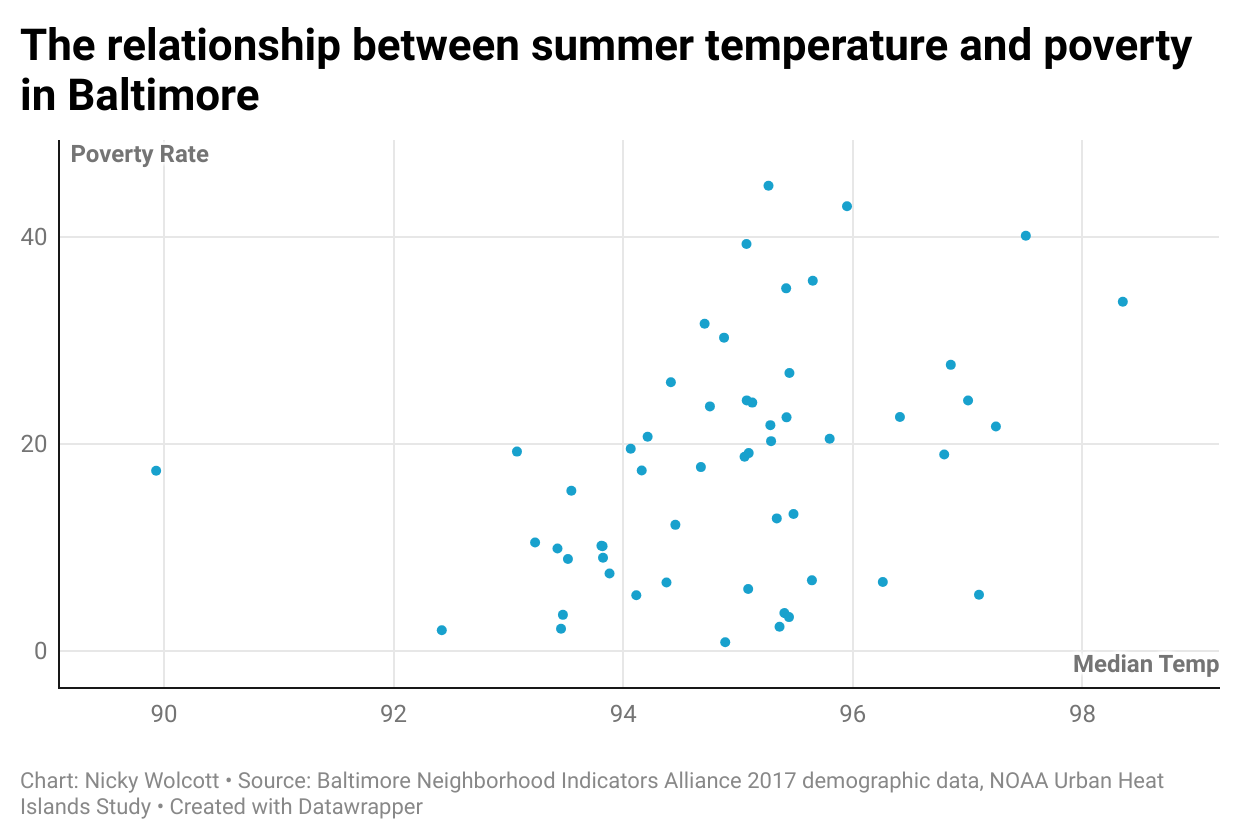 The relationship between summer temperature and poverty
in Baltimore
Poverty Rate
40
20
0
Median Temp
90 92 94 96 98
Chart: Nicky Wolcott • Source: Baltimore Neighborhood Indicators Alliance 2017 demographic data, NOAA Urban Heat
Islands Study • Created with Datawrapper